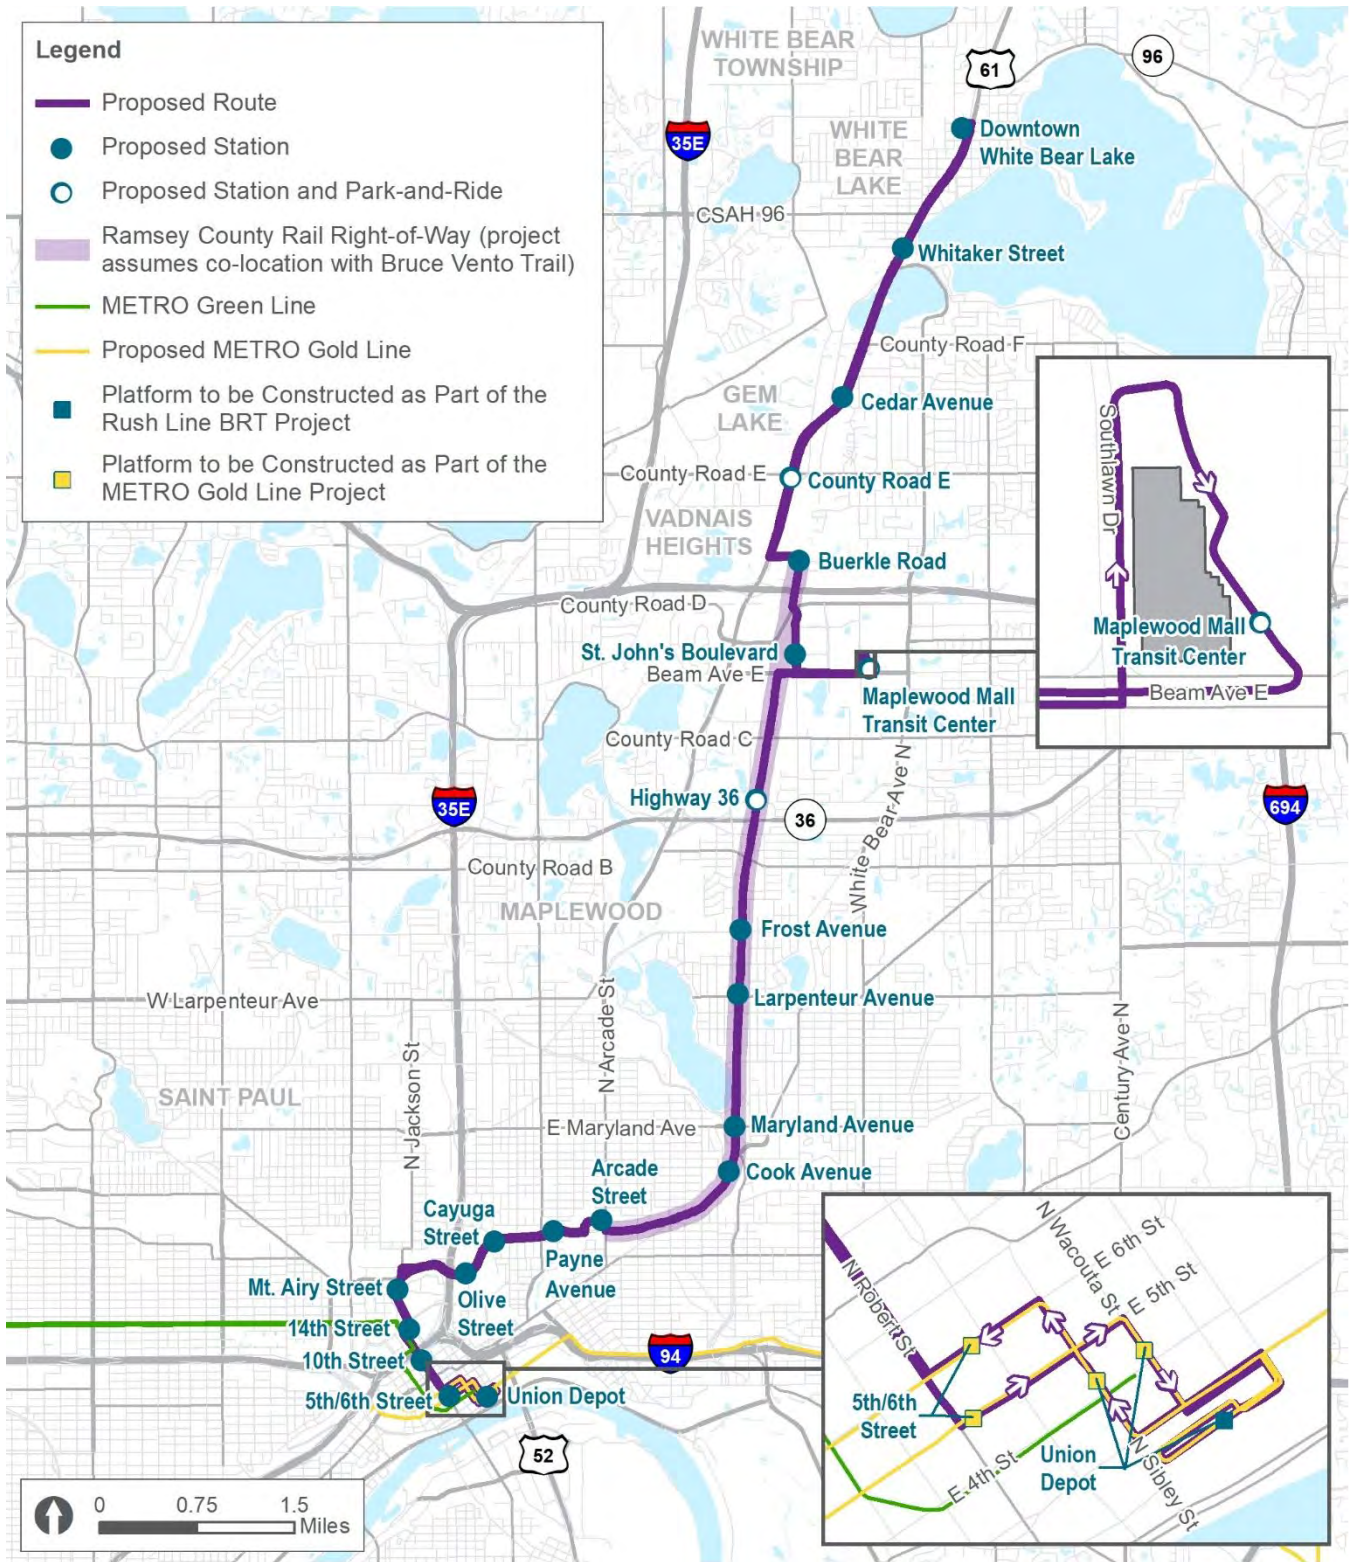 Legend
Proposed Route
Proposed Station
Proposed Station and Park-and-Ride
Ramsey County Rail Right-of-Way (project
assumes co-location with Bruce Vento Trail)
METRO Green Line
Proposed METRO Gold Line
Platform to be Constructed as Part of the
Rush Line BRT Project
Platform to be Constructed as Part of the
METRO Gold Line Project
WHITE BEAR
TOWNSHIP
61
96
35E
WHITE
BEAR
LAKE
Downtown
White Bear Lake
CSAH 96
Whitaker Street
County Road F
GEM
LAKE
Cedar Avenue
County Road E
County Road E
VADNAIS
HEIGHTS
Buerkle Road
County Road D
St. John's Boulevard
Beam Ave E
Maplewood Mall
Transit Center
Southlawn Dr
Maplewood Mall
Transit Center
Beam Ave E
County Road C
White Bear Ave N
35E
Highway 36
36
694
County Road B
MAPLEWOOD
Frost Avenue
W Larpenteur Ave
Larpenteur Avenue
N Arcade St
N Jackson St
Century Ave N
SAINT PAUL
E Maryland Ave
Maryland Avenue
Arcade
Street
Cook Avenue
Cayuga
Street
Payne
Avenue
Mt. Airy Street
Olive
Street
14th Street
10th Street
94
5th/6th Street
Union Depot
52
N Wacouta St
E 6th St
E 5th St
N Robert St
5th/6th
Street
Union
Depot
E 4th St
N Sibley St
0 0.75 1.5
Miles